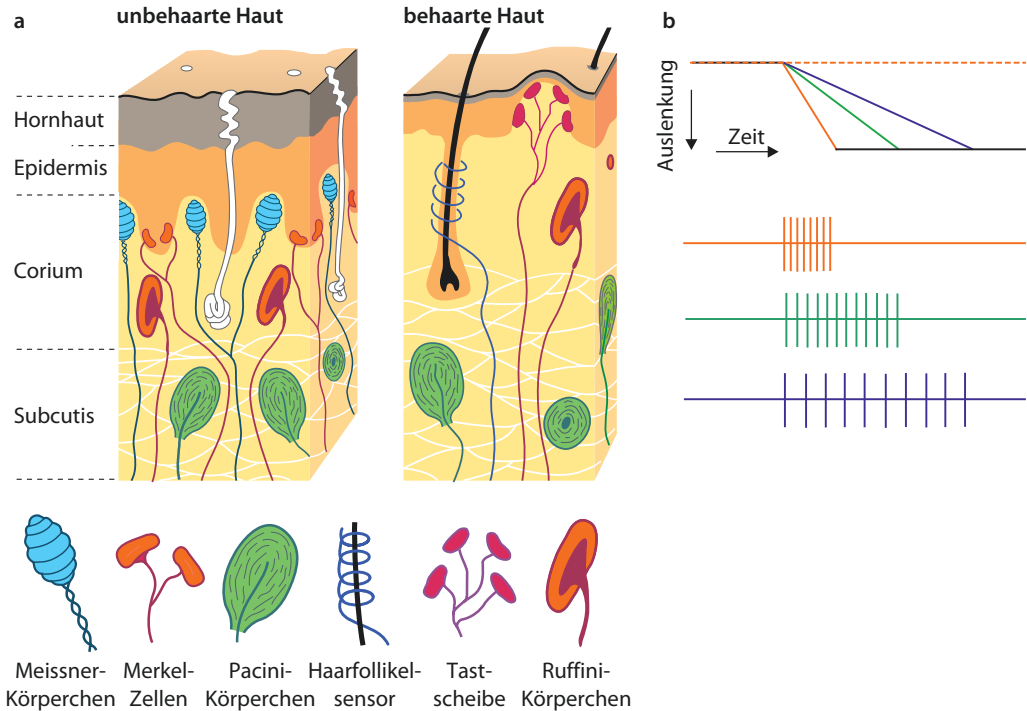 a
unbehaarte Haut
behaarte Haut
Hornhaut
Epidermis
Corium
Subcutis
Meissner-
Körperchen
Merkel-
Zellen
Pacini-
Körperchen
Haarfollikel-
sensor
Tast-
scheibe
Ruffini-
Körperchen
b
Auslenkung
Zeit